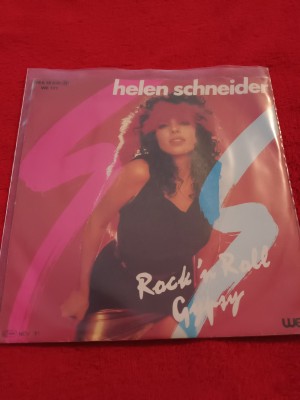 helen schneider
Rock'n Roll
Gypsy